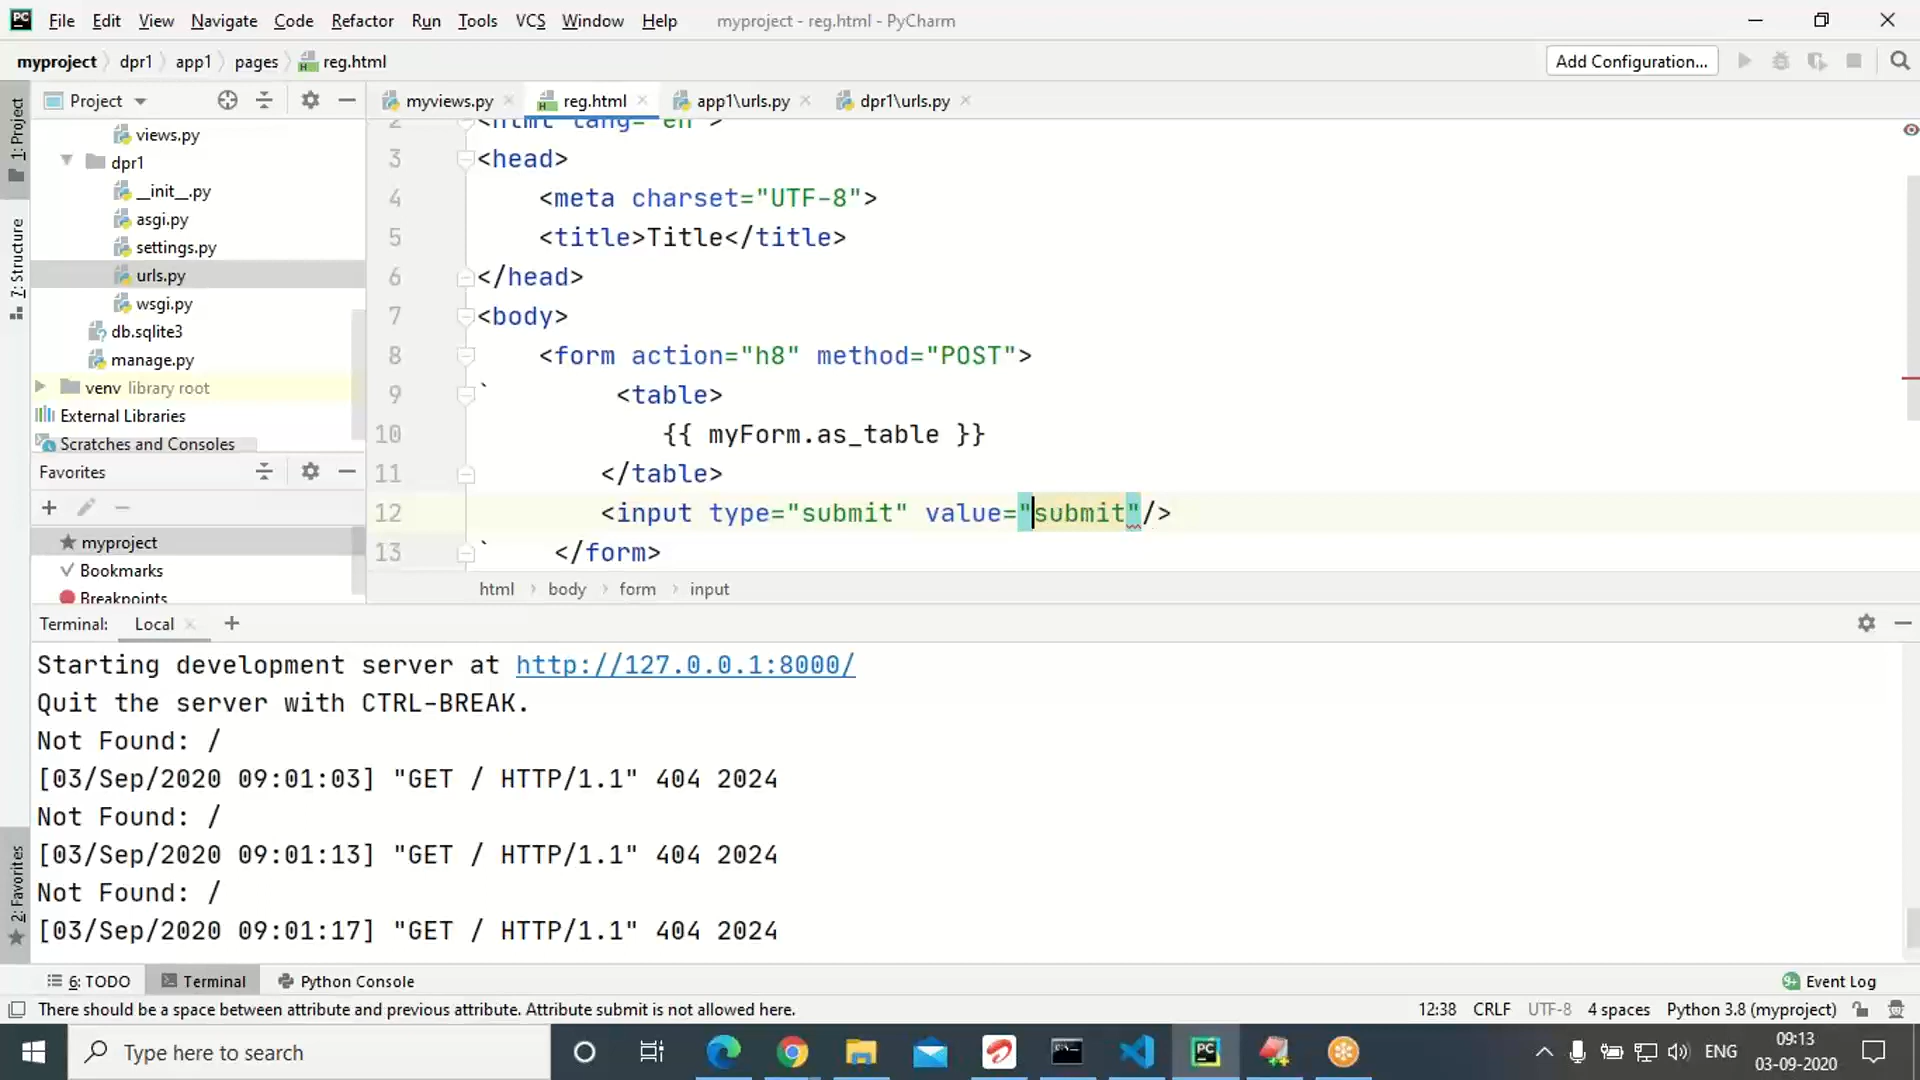 File Edit View Navigate Code Refactor Run Tools VCS Window Help myproject - reg.html - PyCharm
myproject dpr1 app1 pages reg.html Add Configuration...
1: Project
7: Structure
2: Favorites
Project
views.py
dpr1
__init__.py
asgi.py
settings.py
urls.py
wsgi.py
db.sqlite3
manage.py
venv library root
External Libraries
Scratches and Consoles
Favorites
myproject
Bookmarks
Breakpoints
myviews.py reg.html app1\urls.py dpr1\urls.py
2 <html lang="en">
3 <head>
4 <meta charset="UTF-8">
5 <title>Title</title>
6 </head>
7 <body>
8 <form action="h8" method="POST">
9 ` <table>
10 {{ myForm.as_table }}
11 </table>
12 <input type="submit" value="submit"/>
13 ` </form>
html body form input
Terminal: Local
Starting development server at http://127.0.0.1:8000/
Quit the server with CTRL-BREAK.
Not Found: /
[03/Sep/2020 09:01:03] "GET / HTTP/1.1" 404 2024
Not Found: /
[03/Sep/2020 09:01:13] "GET / HTTP/1.1" 404 2024
Not Found: /
[03/Sep/2020 09:01:17] "GET / HTTP/1.1" 404 2024
6: TODO Terminal Python Console Event Log
There should be a space between attribute and previous attribute. Attribute submit is not allowed here. 12:38 CRLF UTF-8 4 spaces Python 3.8 (myproject)
Type here to search ENG 09:13
03-09-2020